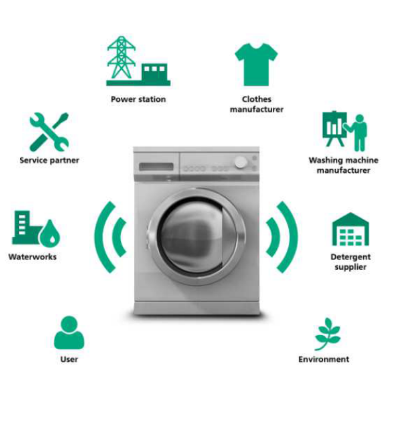 Power station
Clothes
manufacturer
Service partner
Washing machine
manufacturer
Waterworks
Detergent
supplier
User
Environment